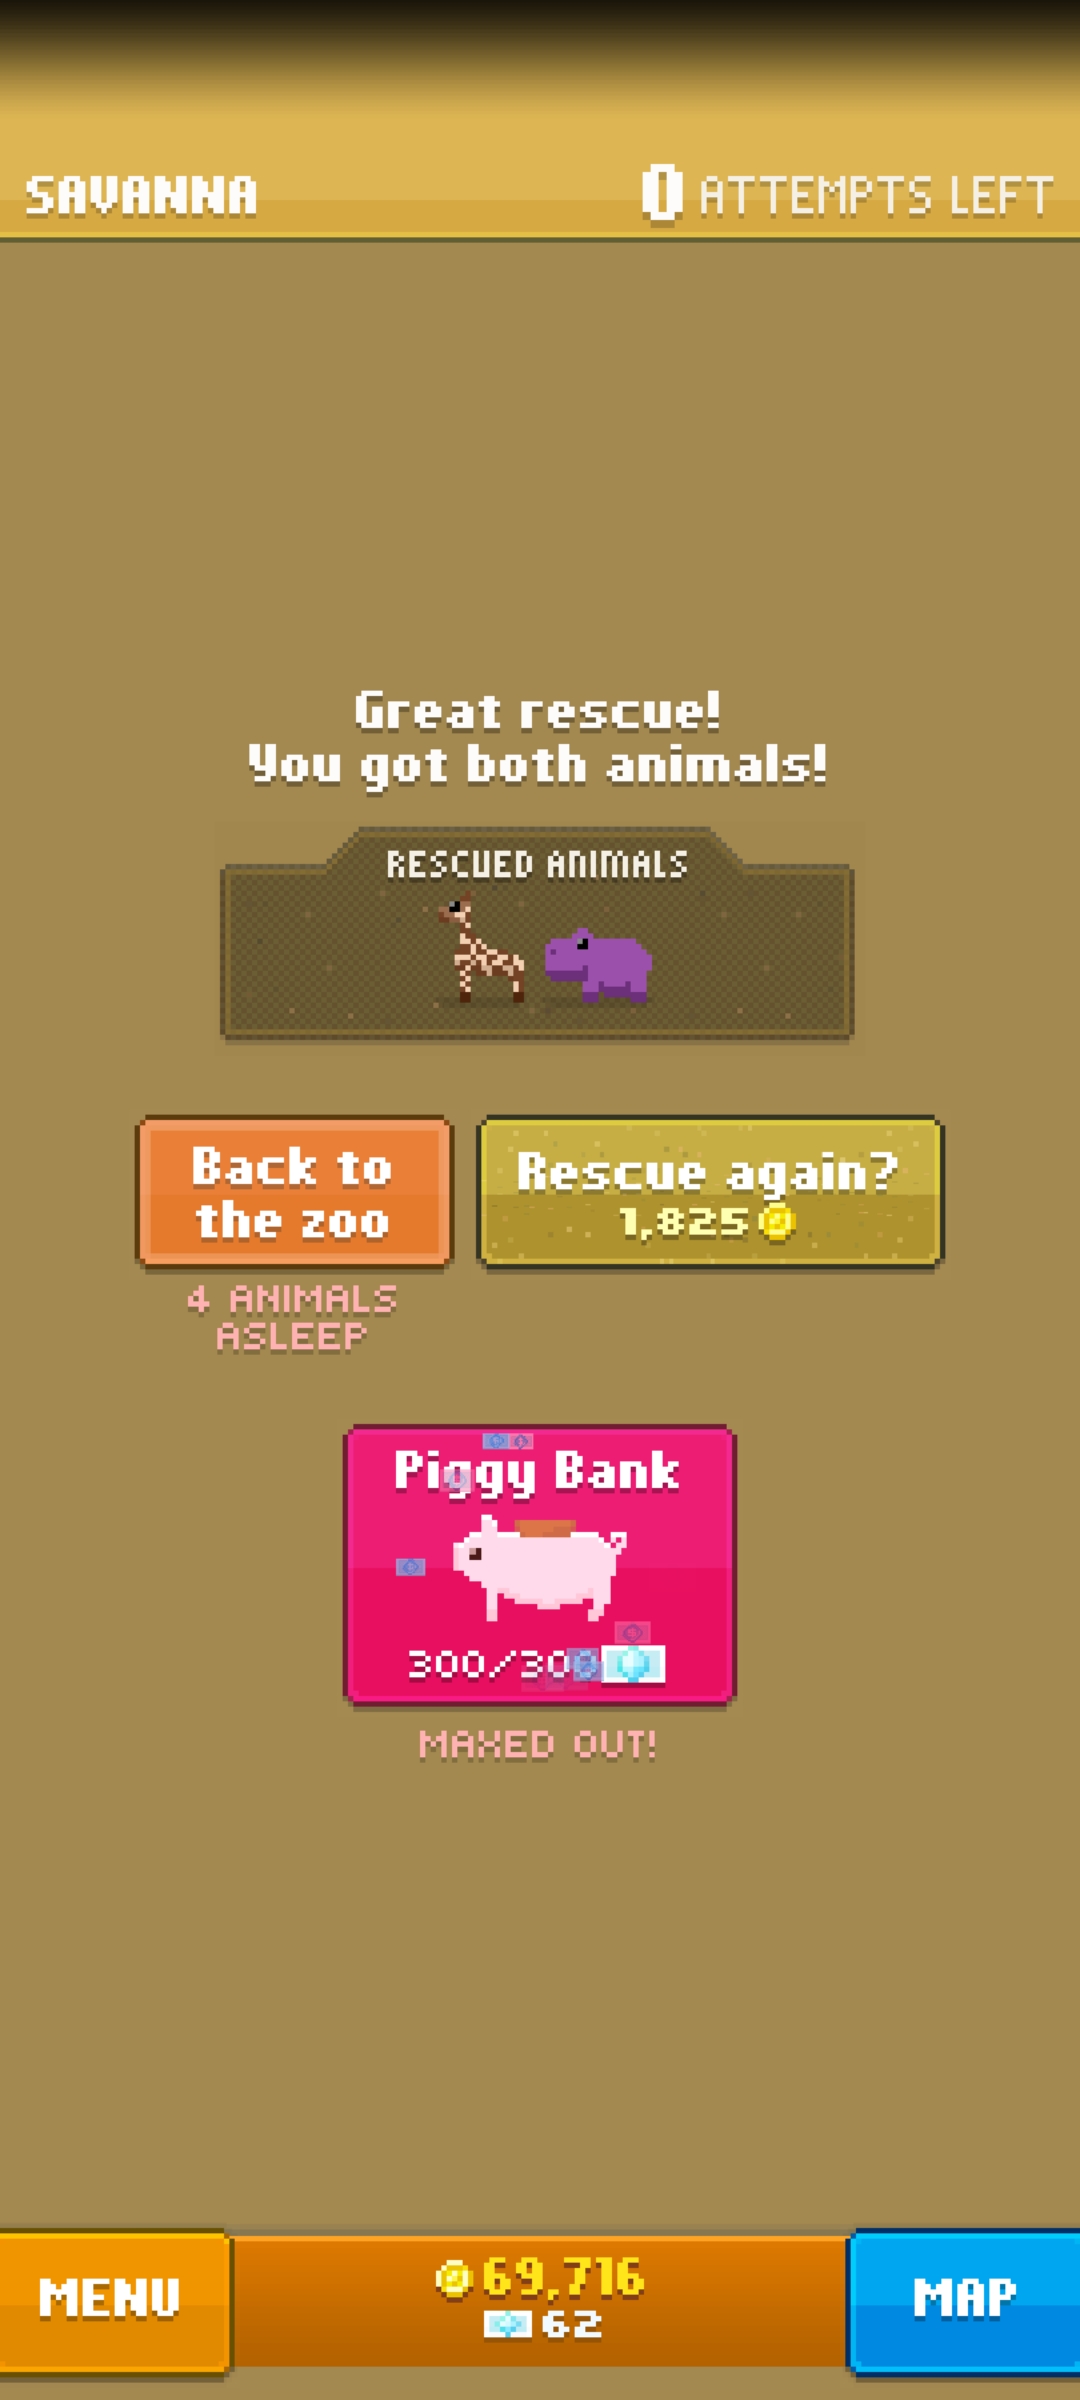 SAVANNA
0 ATTEMPTS LEFT
Great rescue!
You got both animals!
RESCUED ANIMALS
Back to
the zoo
Rescue again?
1,825
4 ANIMALS
ASLEEP
Piggy Bank
300/300
MAXED OUT!
MENU
69,716
62
MAP